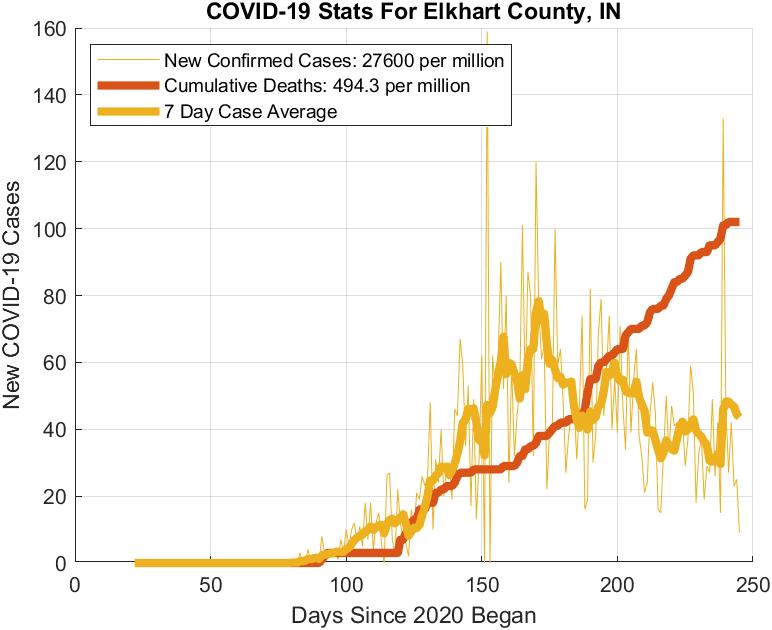 COVID-19 Stats For Elkhart County, IN
New Confirmed Cases: 27600 per million
Cumulative Deaths: 494.3 per million
7 Day Case Average
New COVID-19 Cases
160
140
120
100
80
60
40
20
0
0 50 100 150 200 250
Days Since 2020 Began